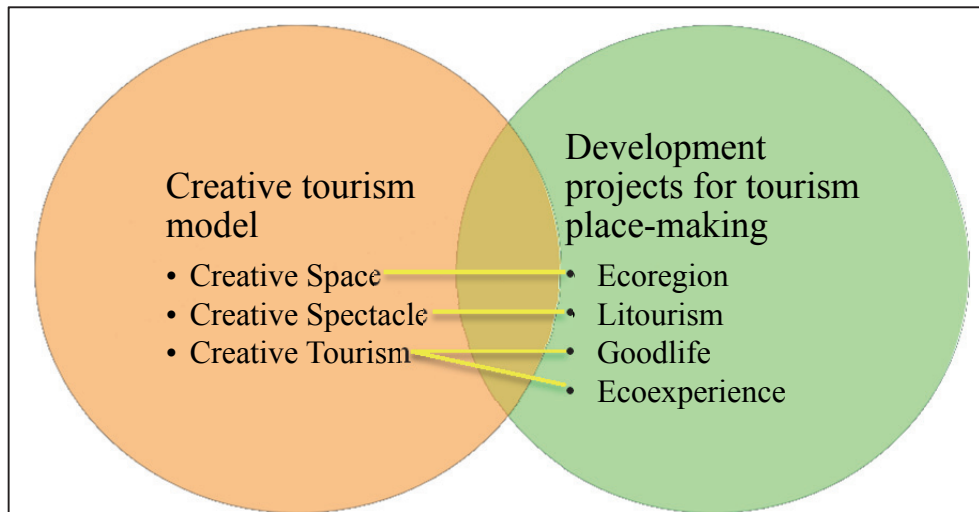 Creative tourism
model
• Creative Space
• Creative Spectacle
• Creative Tourism
Development
projects for tourism
place-making
• Ecoregion
• Litourism
• Goodlife
• Ecoexperience